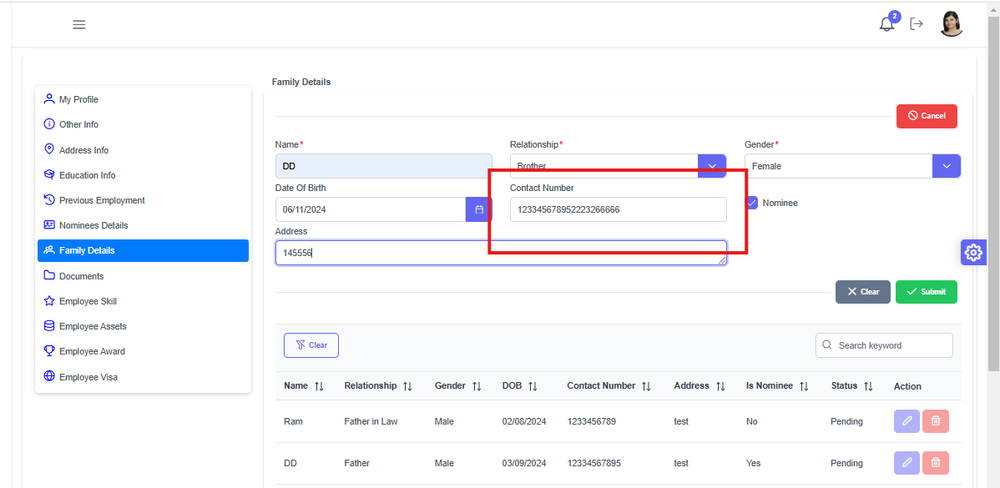 2
My Profile
Other Info
Address Info
Education Info
Previous Employment
Nominees Details
Family Details
Documents
Employee Skill
Employee Assets
Employee Award
Employee Visa
Family Details
Cancel
Name* Relationship* Gender*
DD Brother Female
Date Of Birth Contact Number
06/11/2024 123345678952223266666 Nominee
Address
145556
Clear Submit
Clear Search keyword
Name Relationship Gender DOB Contact Number Address Is Nominee Status Action
Ram Father in Law Male 02/08/2024 1233456789 test No Pending
DD Father Male 03/09/2024 12334567895 test Yes Pending